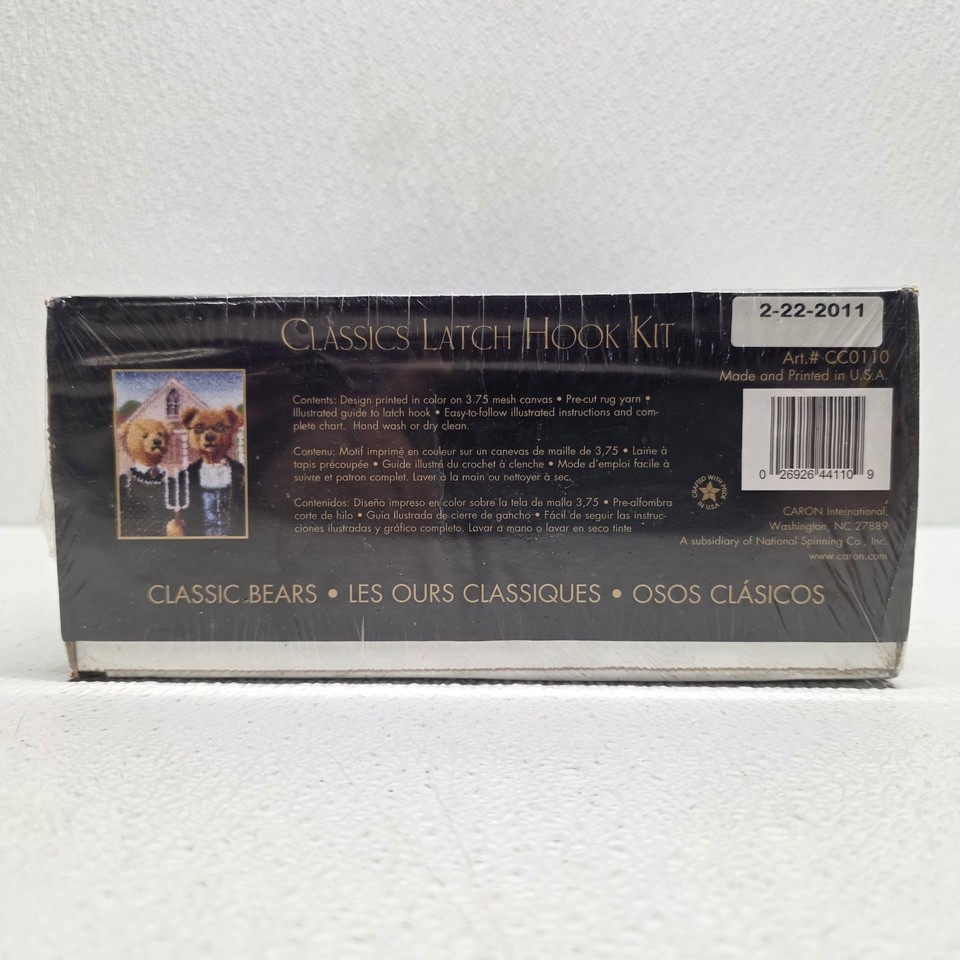 CLASSICS LATCH HOOK KIT
2-22-2011
Art.# CC0110
Made and Printed in U.S.A.
Contents: Design printed in color on 3.75 mesh canvas • Pre-cut rug yarn •
Illustrated guide to latch hook • Easy-to-follow illustrated instructions and com-
plete chart. Hand wash or dry clean.
Contenu: Motif imprimé en couleur sur un canevas de maille de 3,75 • Laine à
tapis précoupée • Guide illustré du crochet à clenche • Mode d'emploi facile à
suivre et patron complet. Laver à la main ou nettoyer à sec.
Contenidos: Diseño impreso en color sobre la tela de malla 3,75 • Pre-alfombra
corte de hilo • Guia Ilustrada de cierre de gancho • Fácil de seguir las instruc-
ciones ilustradas y gráfico completo. Lavar a mano o lavar en seco tinte
0 26926 44110 9
CRAFTED WITH PRIDE
IN U.S.A.
CARON International,
Washington, NC 27889
A subsidiary of National Spinning Co., Inc.
www.caron.com
CLASSIC BEARS • LES OURS CLASSIQUES • OSOS CLÁSICOS